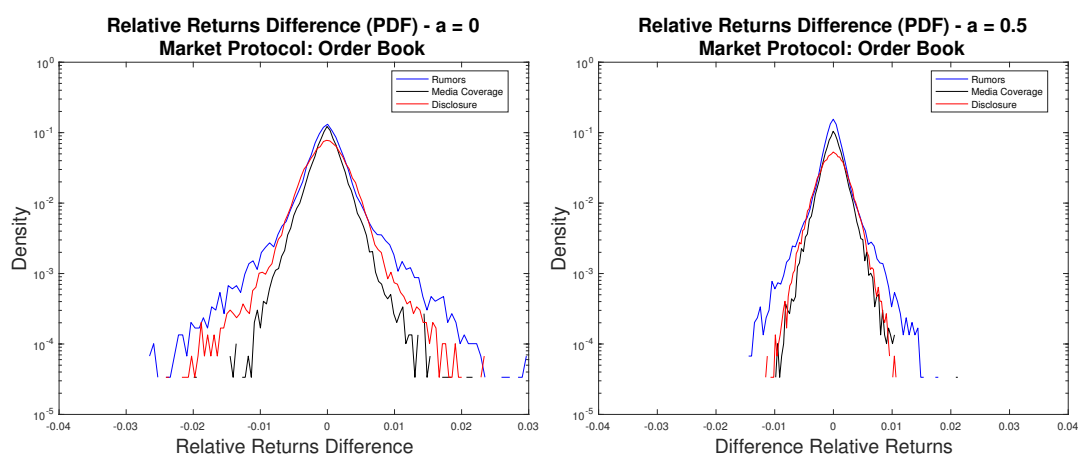 Relative Returns Difference (PDF) - a = 0
Market Protocol: Order Book
10^0
10^-1
10^-2
10^-3
10^-4
10^-5
Density
Rumors
Media Coverage
Disclosure
-0.04
-0.03
-0.02
-0.01
0
0.01
0.02
0.03
Relative Returns Difference
Relative Returns Difference (PDF) - a = 0.5
Market Protocol: Order Book
10^0
10^-1
10^-2
10^-3
10^-4
10^-5
Density
Rumors
Media Coverage
Disclosure
-0.04
-0.03
-0.02
-0.01
0
0.01
0.02
0.03
0.04
Difference Relative Returns